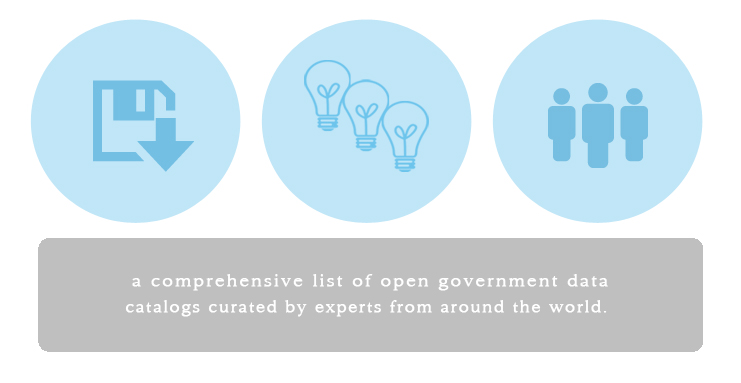 a comprehensive list of open government data
catalogs curated by experts from around the world.